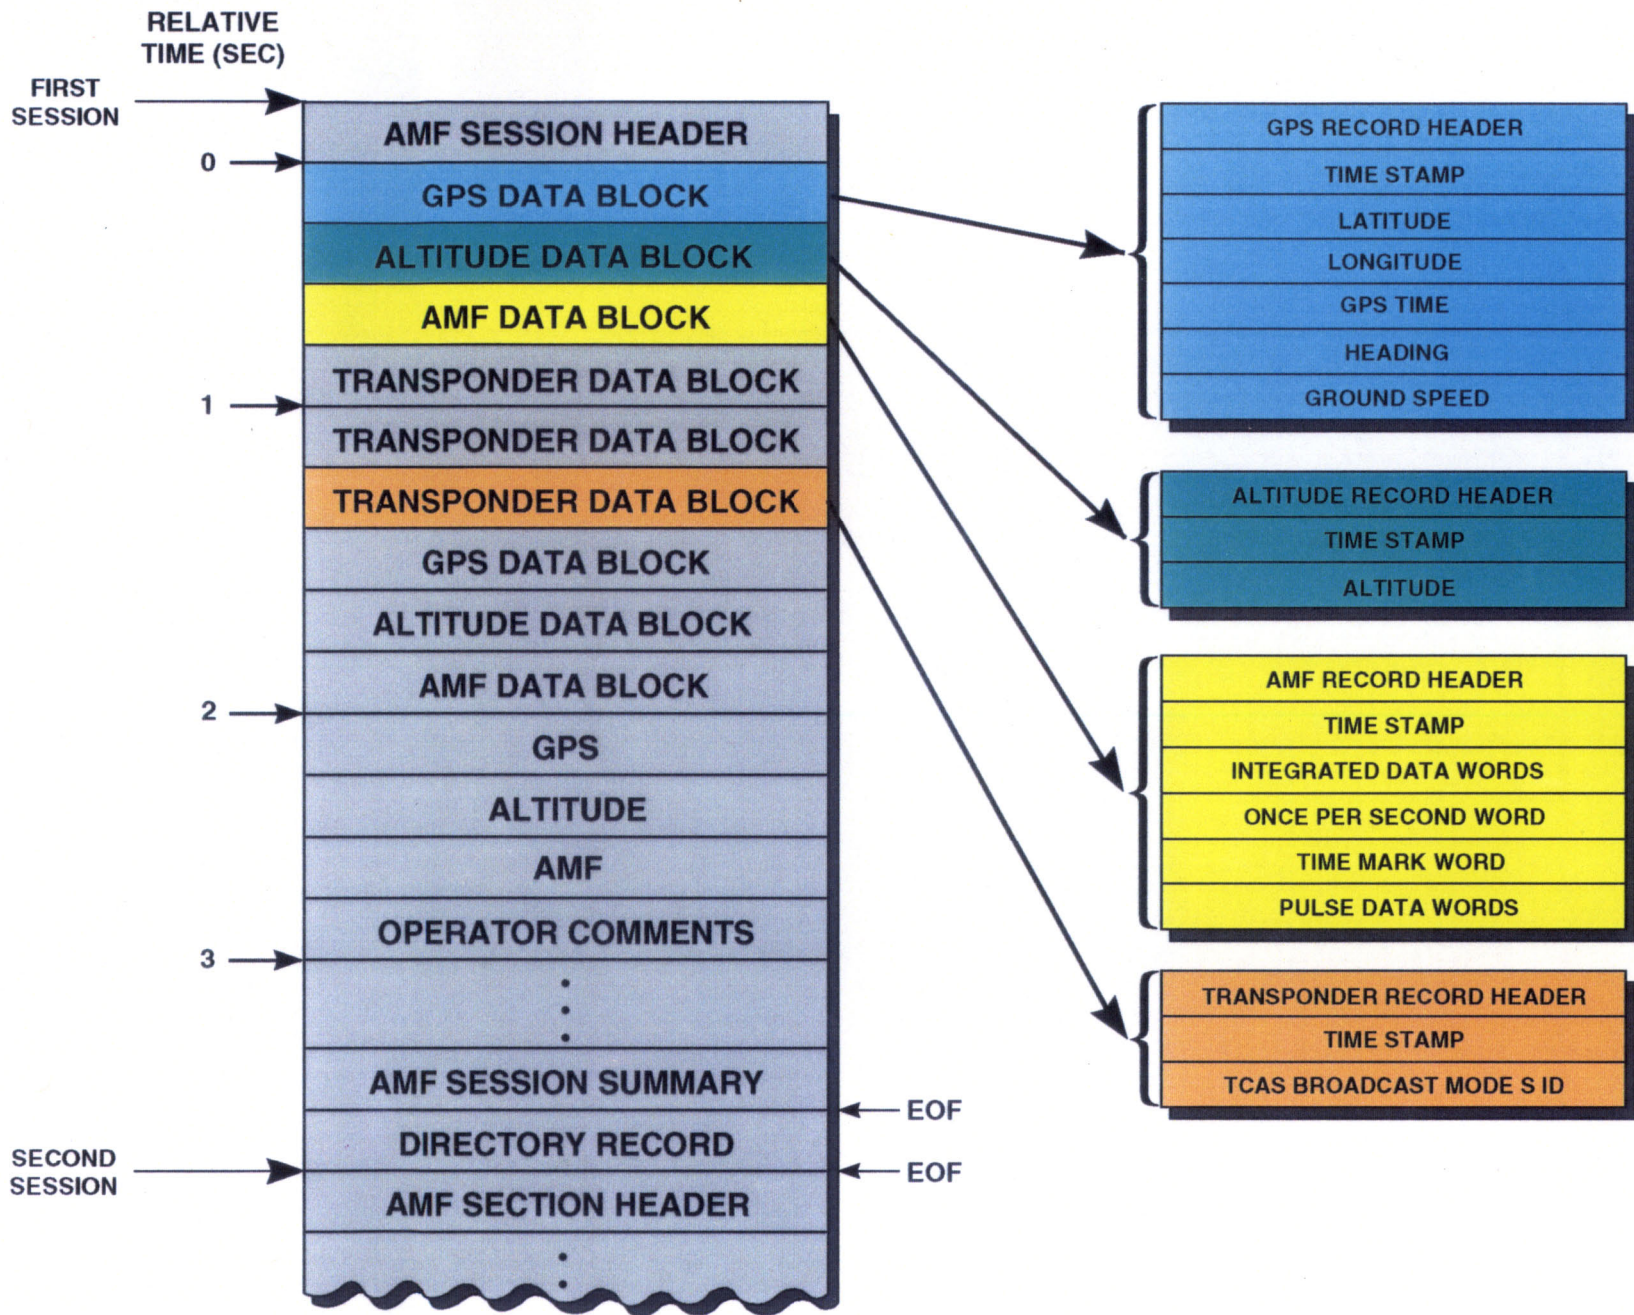 RELATIVE
TIME (SEC)
FIRST
SESSION
AMF SESSION HEADER
0
GPS DATA BLOCK
ALTITUDE DATA BLOCK
AMF DATA BLOCK
TRANSPONDER DATA BLOCK
1
TRANSPONDER DATA BLOCK
TRANSPONDER DATA BLOCK
GPS DATA BLOCK
ALTITUDE DATA BLOCK
AMF DATA BLOCK
2
GPS
ALTITUDE
AMF
OPERATOR COMMENTS
3
AMF SESSION SUMMARY
EOF
DIRECTORY RECORD
SECOND
SESSION
EOF
AMF SECTION HEADER
GPS RECORD HEADER
TIME STAMP
LATITUDE
LONGITUDE
GPS TIME
HEADING
GROUND SPEED
ALTITUDE RECORD HEADER
TIME STAMP
ALTITUDE
AMF RECORD HEADER
TIME STAMP
INTEGRATED DATA WORDS
ONCE PER SECOND WORD
TIME MARK WORD
PULSE DATA WORDS
TRANSPONDER RECORD HEADER
TIME STAMP
TCAS BROADCAST MODE S ID